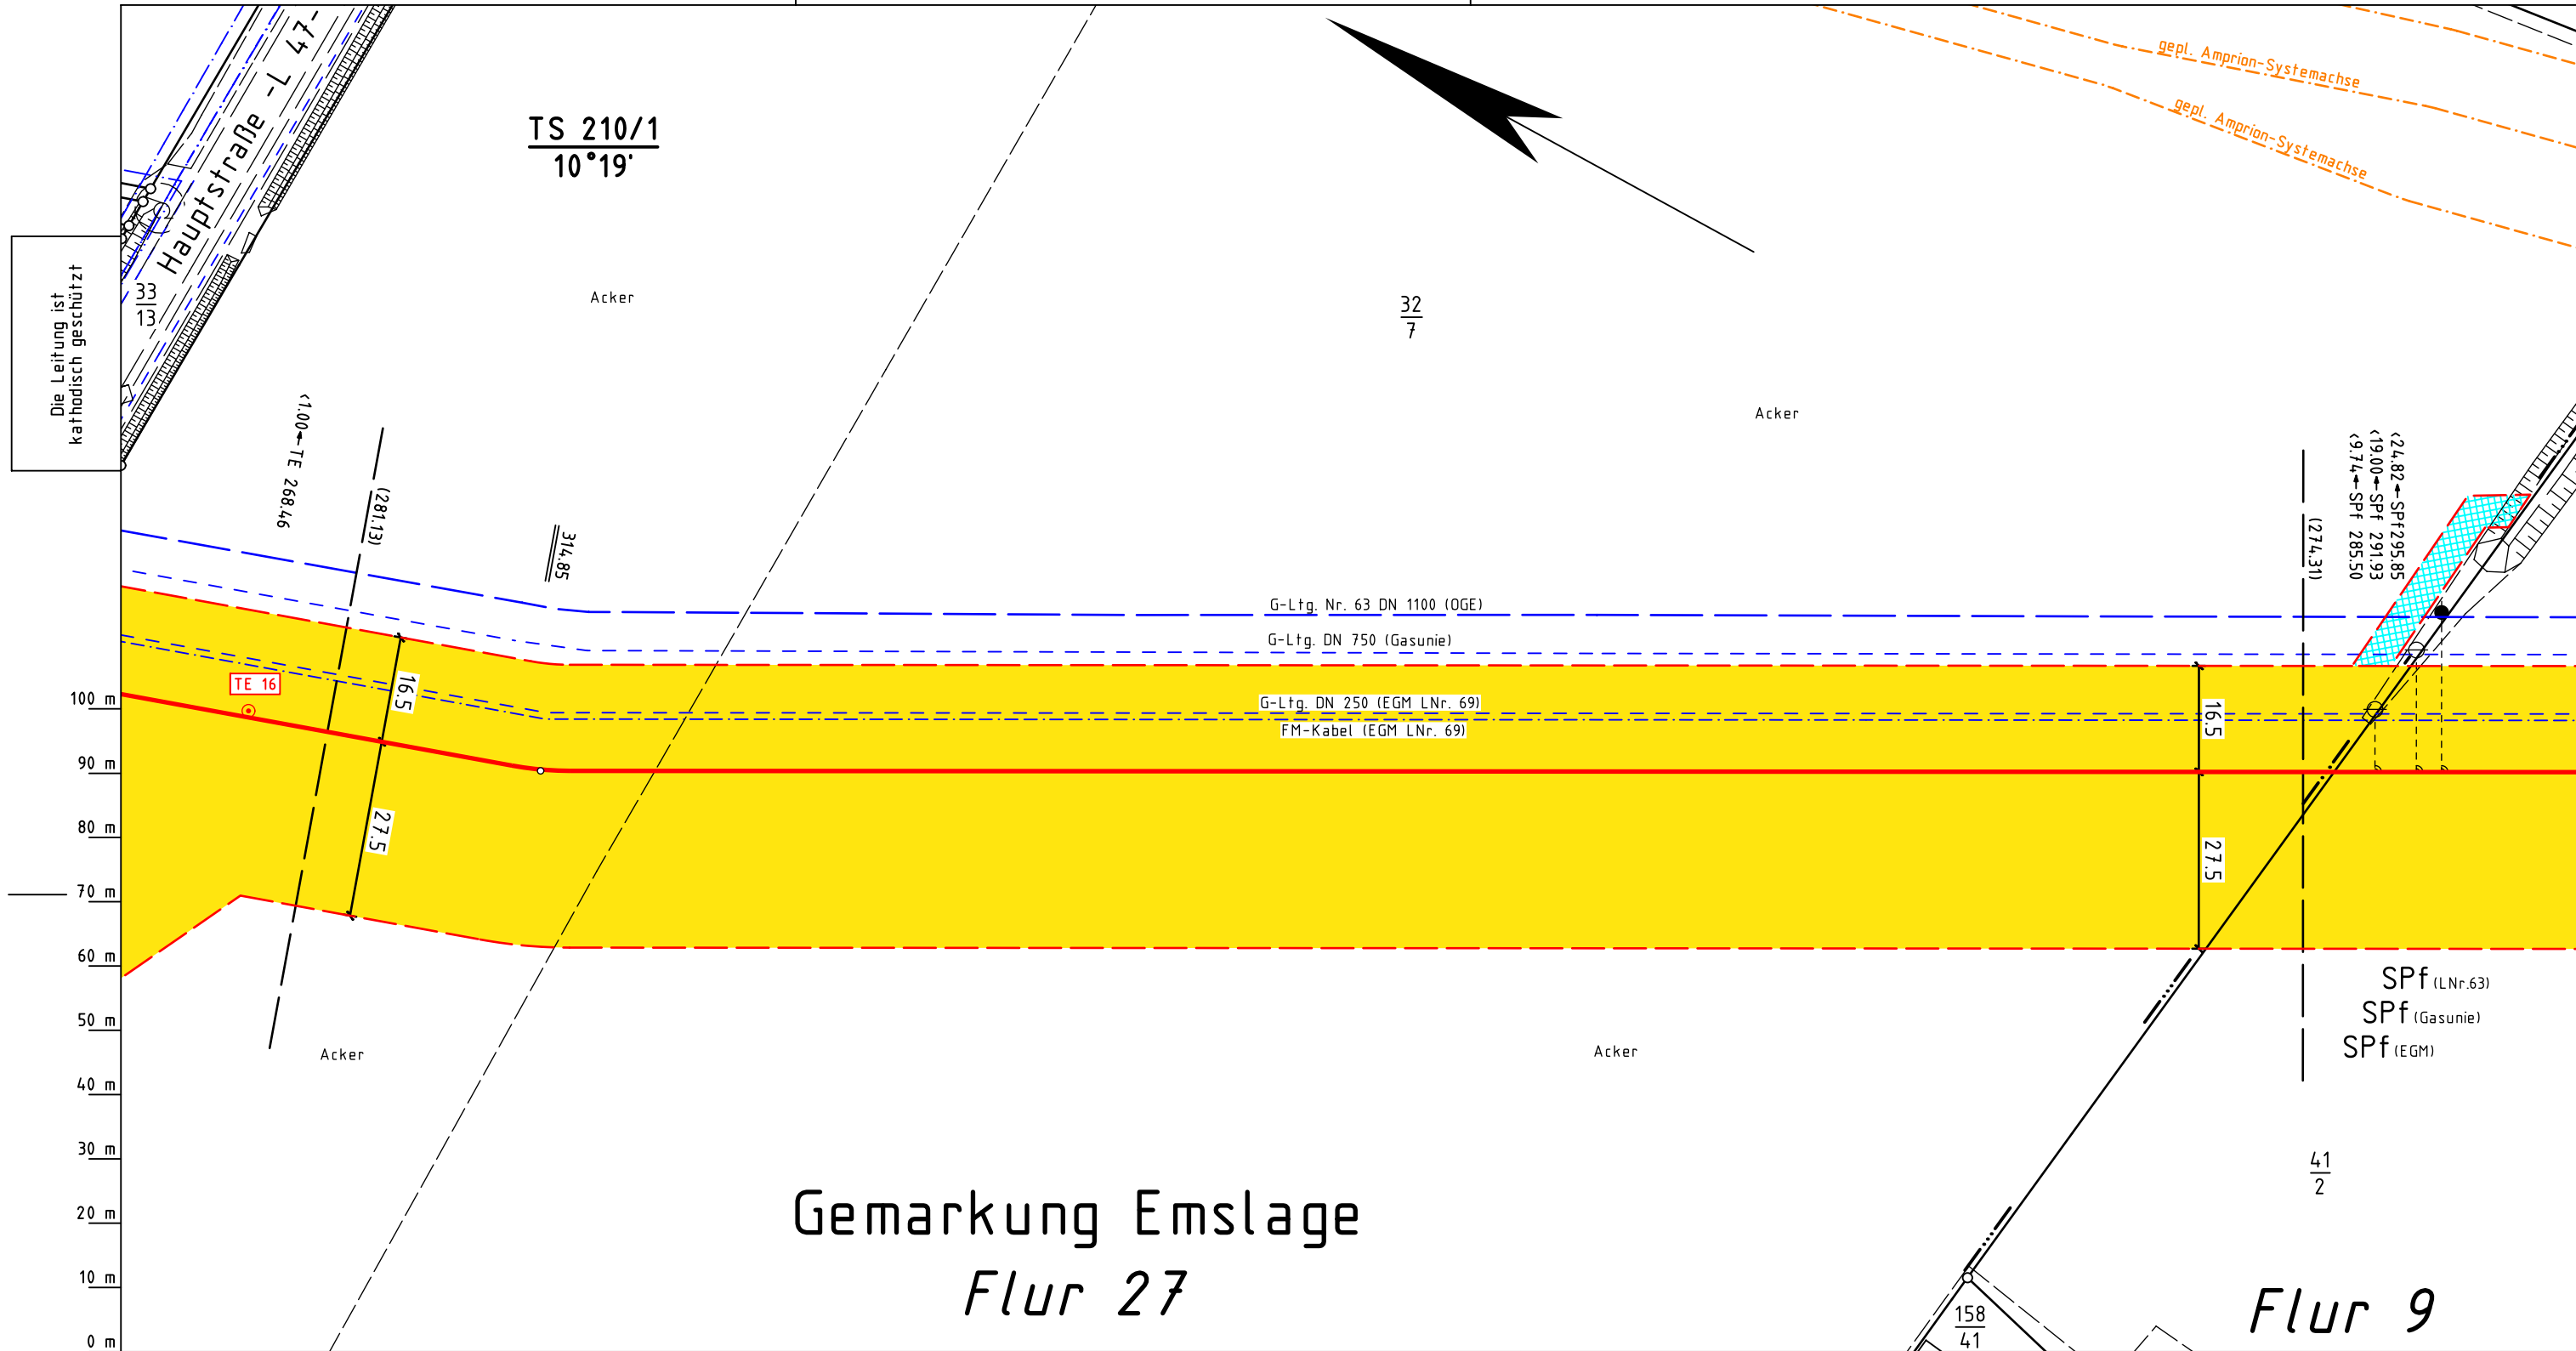 Hauptstraße -L 47-
TS 210/1
10°19'
gepl. Amprion-Systemachse
gepl. Amprion-Systemachse
Die Leitung ist
kathodisch geschützt
33
13
Acker
32
7
Acker
<1.00 TE 268.46
(281.13)
314.85
(274.31)
<24.82 SPf295.85
<19.00 SPf 291.93
<9.74 SPf 285.50
G-Ltg. Nr. 63 DN 1100 (OGE)
G-Ltg. DN 750 (Gasunie)
TE 16
16.5
27.5
G-Ltg. DN 250 (EGM LNr. 69)
FM-Kabel (EGM LNr. 69)
16.5
27.5
100 m
90 m
80 m
70 m
60 m
50 m
40 m
30 m
20 m
10 m
0 m
SPf (LNr.63)
SPf (Gasunie)
SPf (EGM)
Acker
Acker
41
2
Gemarkung Emslage
Flur 27
Flur 9
158
41